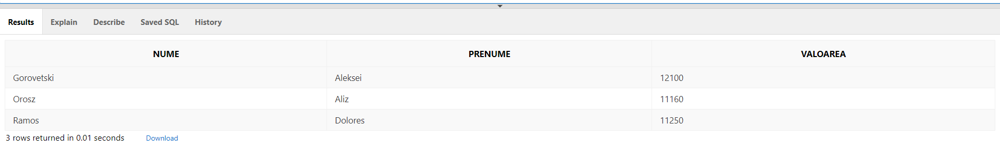 Results Explain Describe Saved SQL History
NUME PRENUME VALOAREA
Gorovetski Aleksei 12100
Orosz Aliz 11160
Ramos Dolores 11250
3 rows returned in 0.01 seconds Download